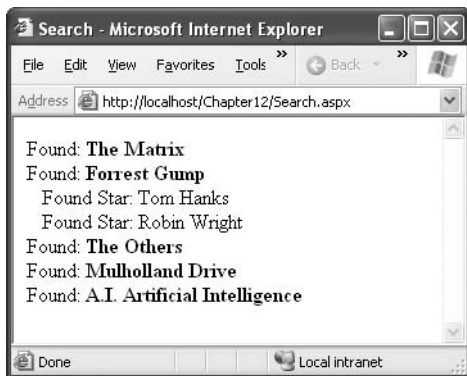 Search - Microsoft Internet Explorer
File Edit View Favorites Tools » Back »
Address http://localhost/Chapter12/Search.aspx
Found: The Matrix
Found: Forrest Gump
Found Star: Tom Hanks
Found Star: Robin Wright
Found: The Others
Found: Mulholland Drive
Found: A.I. Artificial Intelligence
Done Local intranet